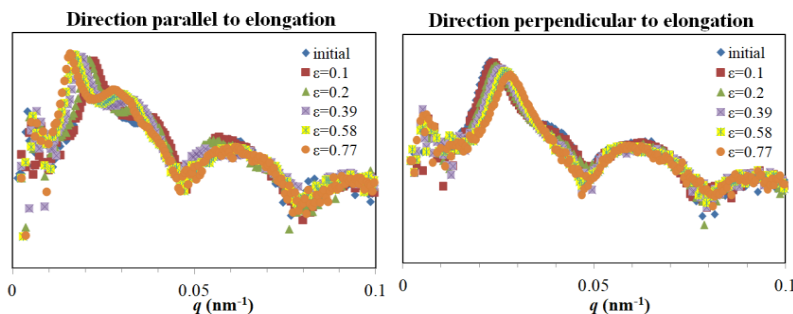 Direction parallel to elongation
initial
ε=0.1
ε=0.2
ε=0.39
ε=0.58
ε=0.77
0
0.05
0.1
q (nm⁻¹)
Direction perpendicular to elongation
initial
ε=0.1
ε=0.2
ε=0.39
ε=0.58
ε=0.77
0
0.05
0.1
q (nm⁻¹)